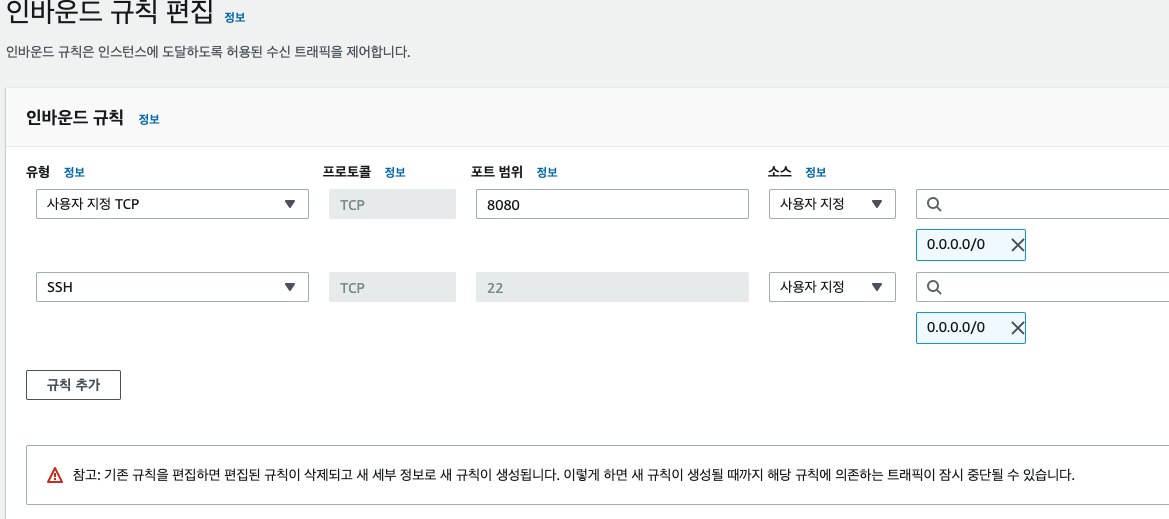 인바운드 규칙 편집 정보
인바운드 규칙은 인스턴스에 도달하도록 허용된 수신 트래픽을 제어합니다.
인바운드 규칙 정보
유형 정보 프로토콜 정보 포트 범위 정보 소스 정보
사용자 지정 TCP TCP 8080 사용자 지정
0.0.0.0/0
SSH TCP 22 사용자 지정
0.0.0.0/0
규칙 추가
참고: 기존 규칙을 편집하면 편집된 규칙이 삭제되고 새 세부 정보로 새 규칙이 생성됩니다. 이렇게 하면 새 규칙이 생성될 때까지 해당 규칙에 의존하는 트래픽이 잠시 중단될 수 있습니다.